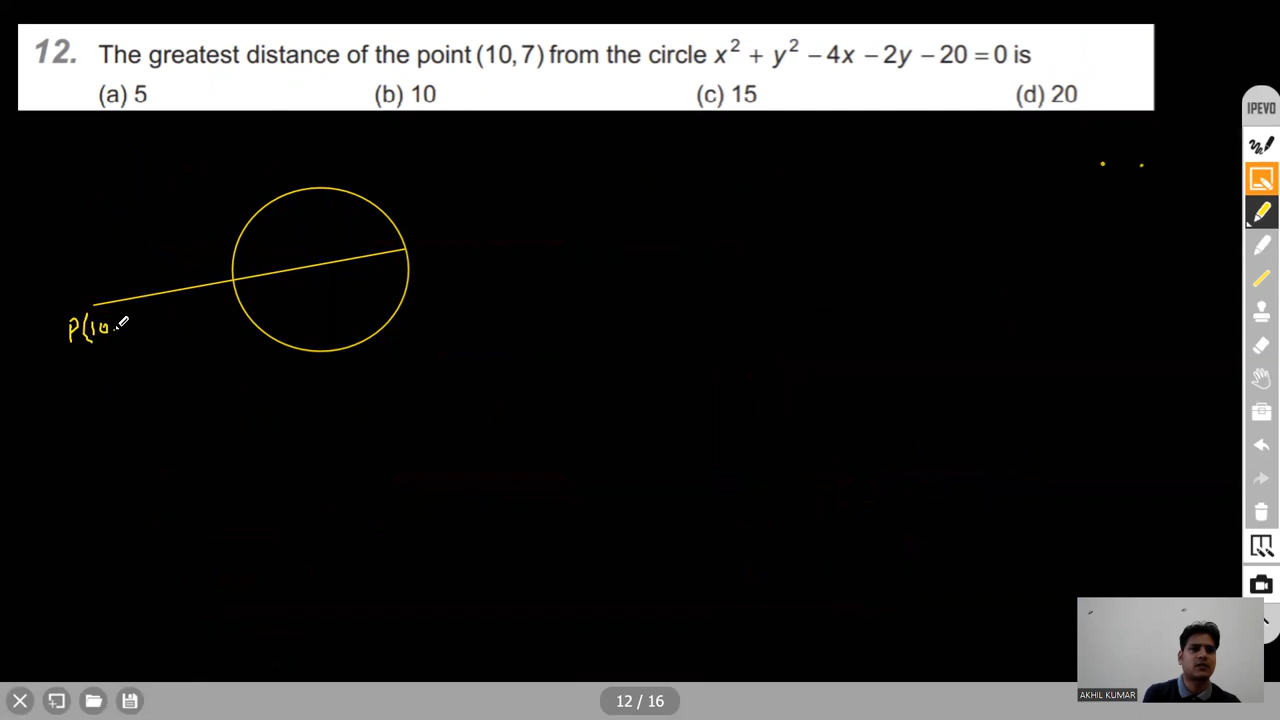 12. The greatest distance of the point (10, 7) from the circle x² + y² − 4x − 2y − 20 = 0 is
(a) 5 (b) 10 (c) 15 (d) 20
IPEVO
P(10
AKHIL KUMAR
12 / 16